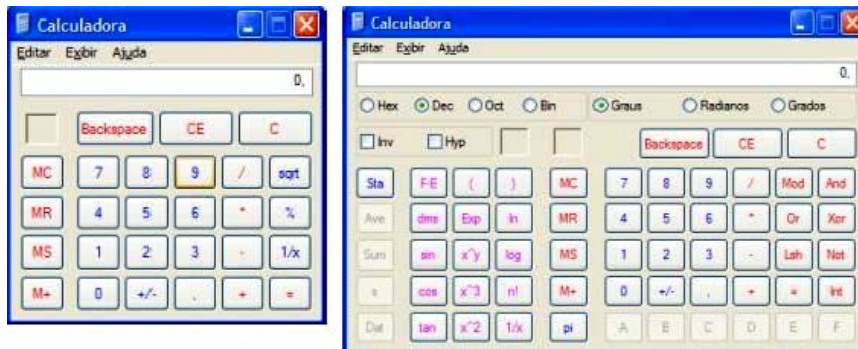 Calculadora
Editar Exibir Ajuda
0,
Backspace CE C
MC 7 8 9 / sqrt
MR 4 5 6 * %
MS 1 2 3 - 1/x
M+ 0 +/- , + =
Calculadora
Editar Exibir Ajuda
0,
Hex Dec Oct Bin Graus Radianos Grados
Inv Hyp Backspace CE C
Sta F-E ( ) MC 7 8 9 / Mod And
Ave dms Exp ln MR 4 5 6 * Or Xor
Sum sin x^y log MS 1 2 3 - Lsh Not
s cos x^3 n! M+ 0 +/- , + = Int
Dat tan x^2 1/x pi A B C D E F